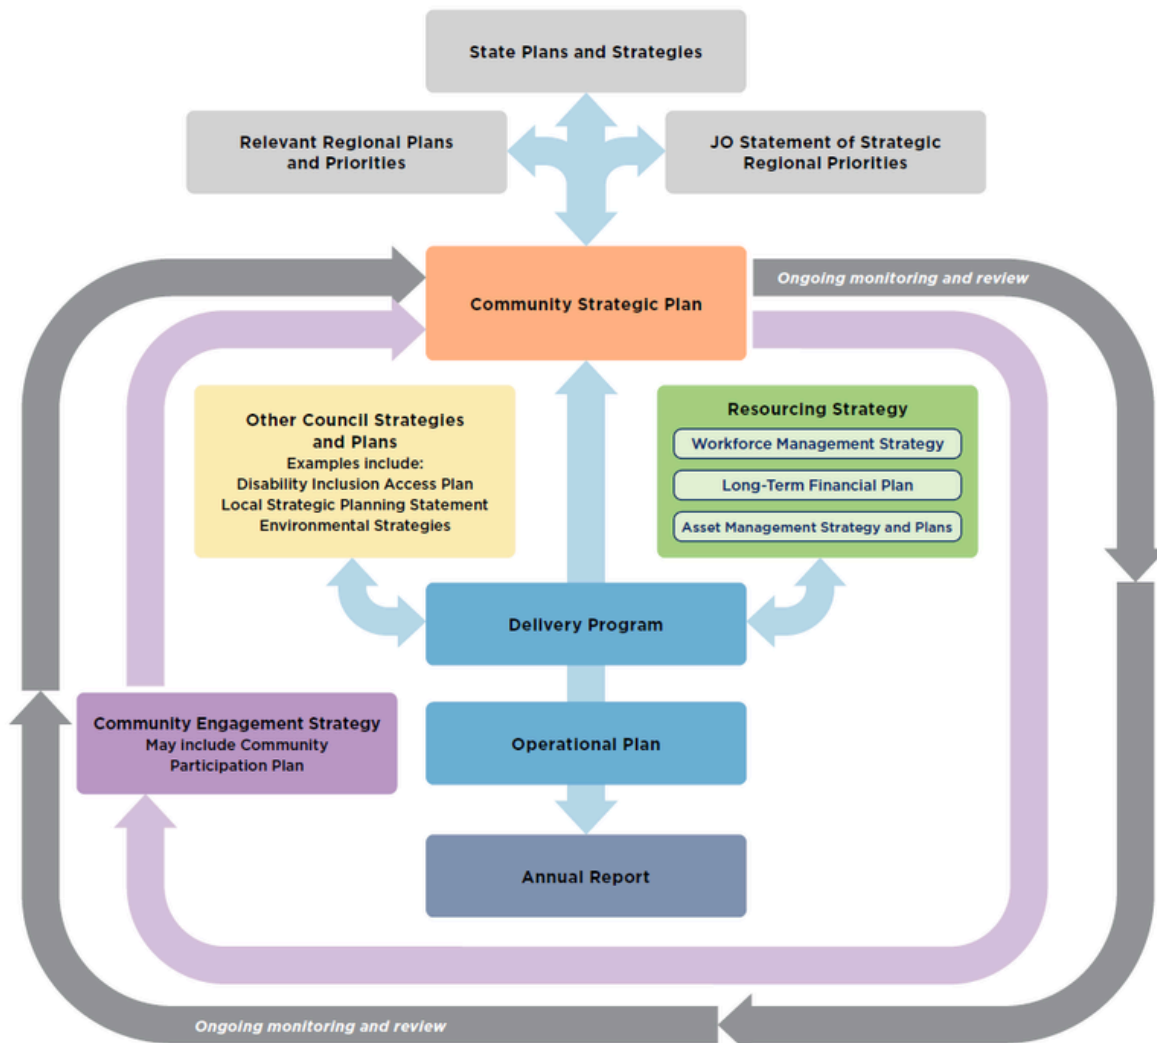 State Plans and Strategies
Relevant Regional Plans
and Priorities
JO Statement of Strategic
Regional Priorities
Community Strategic Plan
Ongoing monitoring and review
Other Council Strategies
and Plans
Examples include:
Disability Inclusion Access Plan
Local Strategic Planning Statement
Environmental Strategies
Resourcing Strategy
Workforce Management Strategy
Long-Term Financial Plan
Asset Management Strategy and Plans
Delivery Program
Community Engagement Strategy
May include Community
Participation Plan
Operational Plan
Annual Report
Ongoing monitoring and review